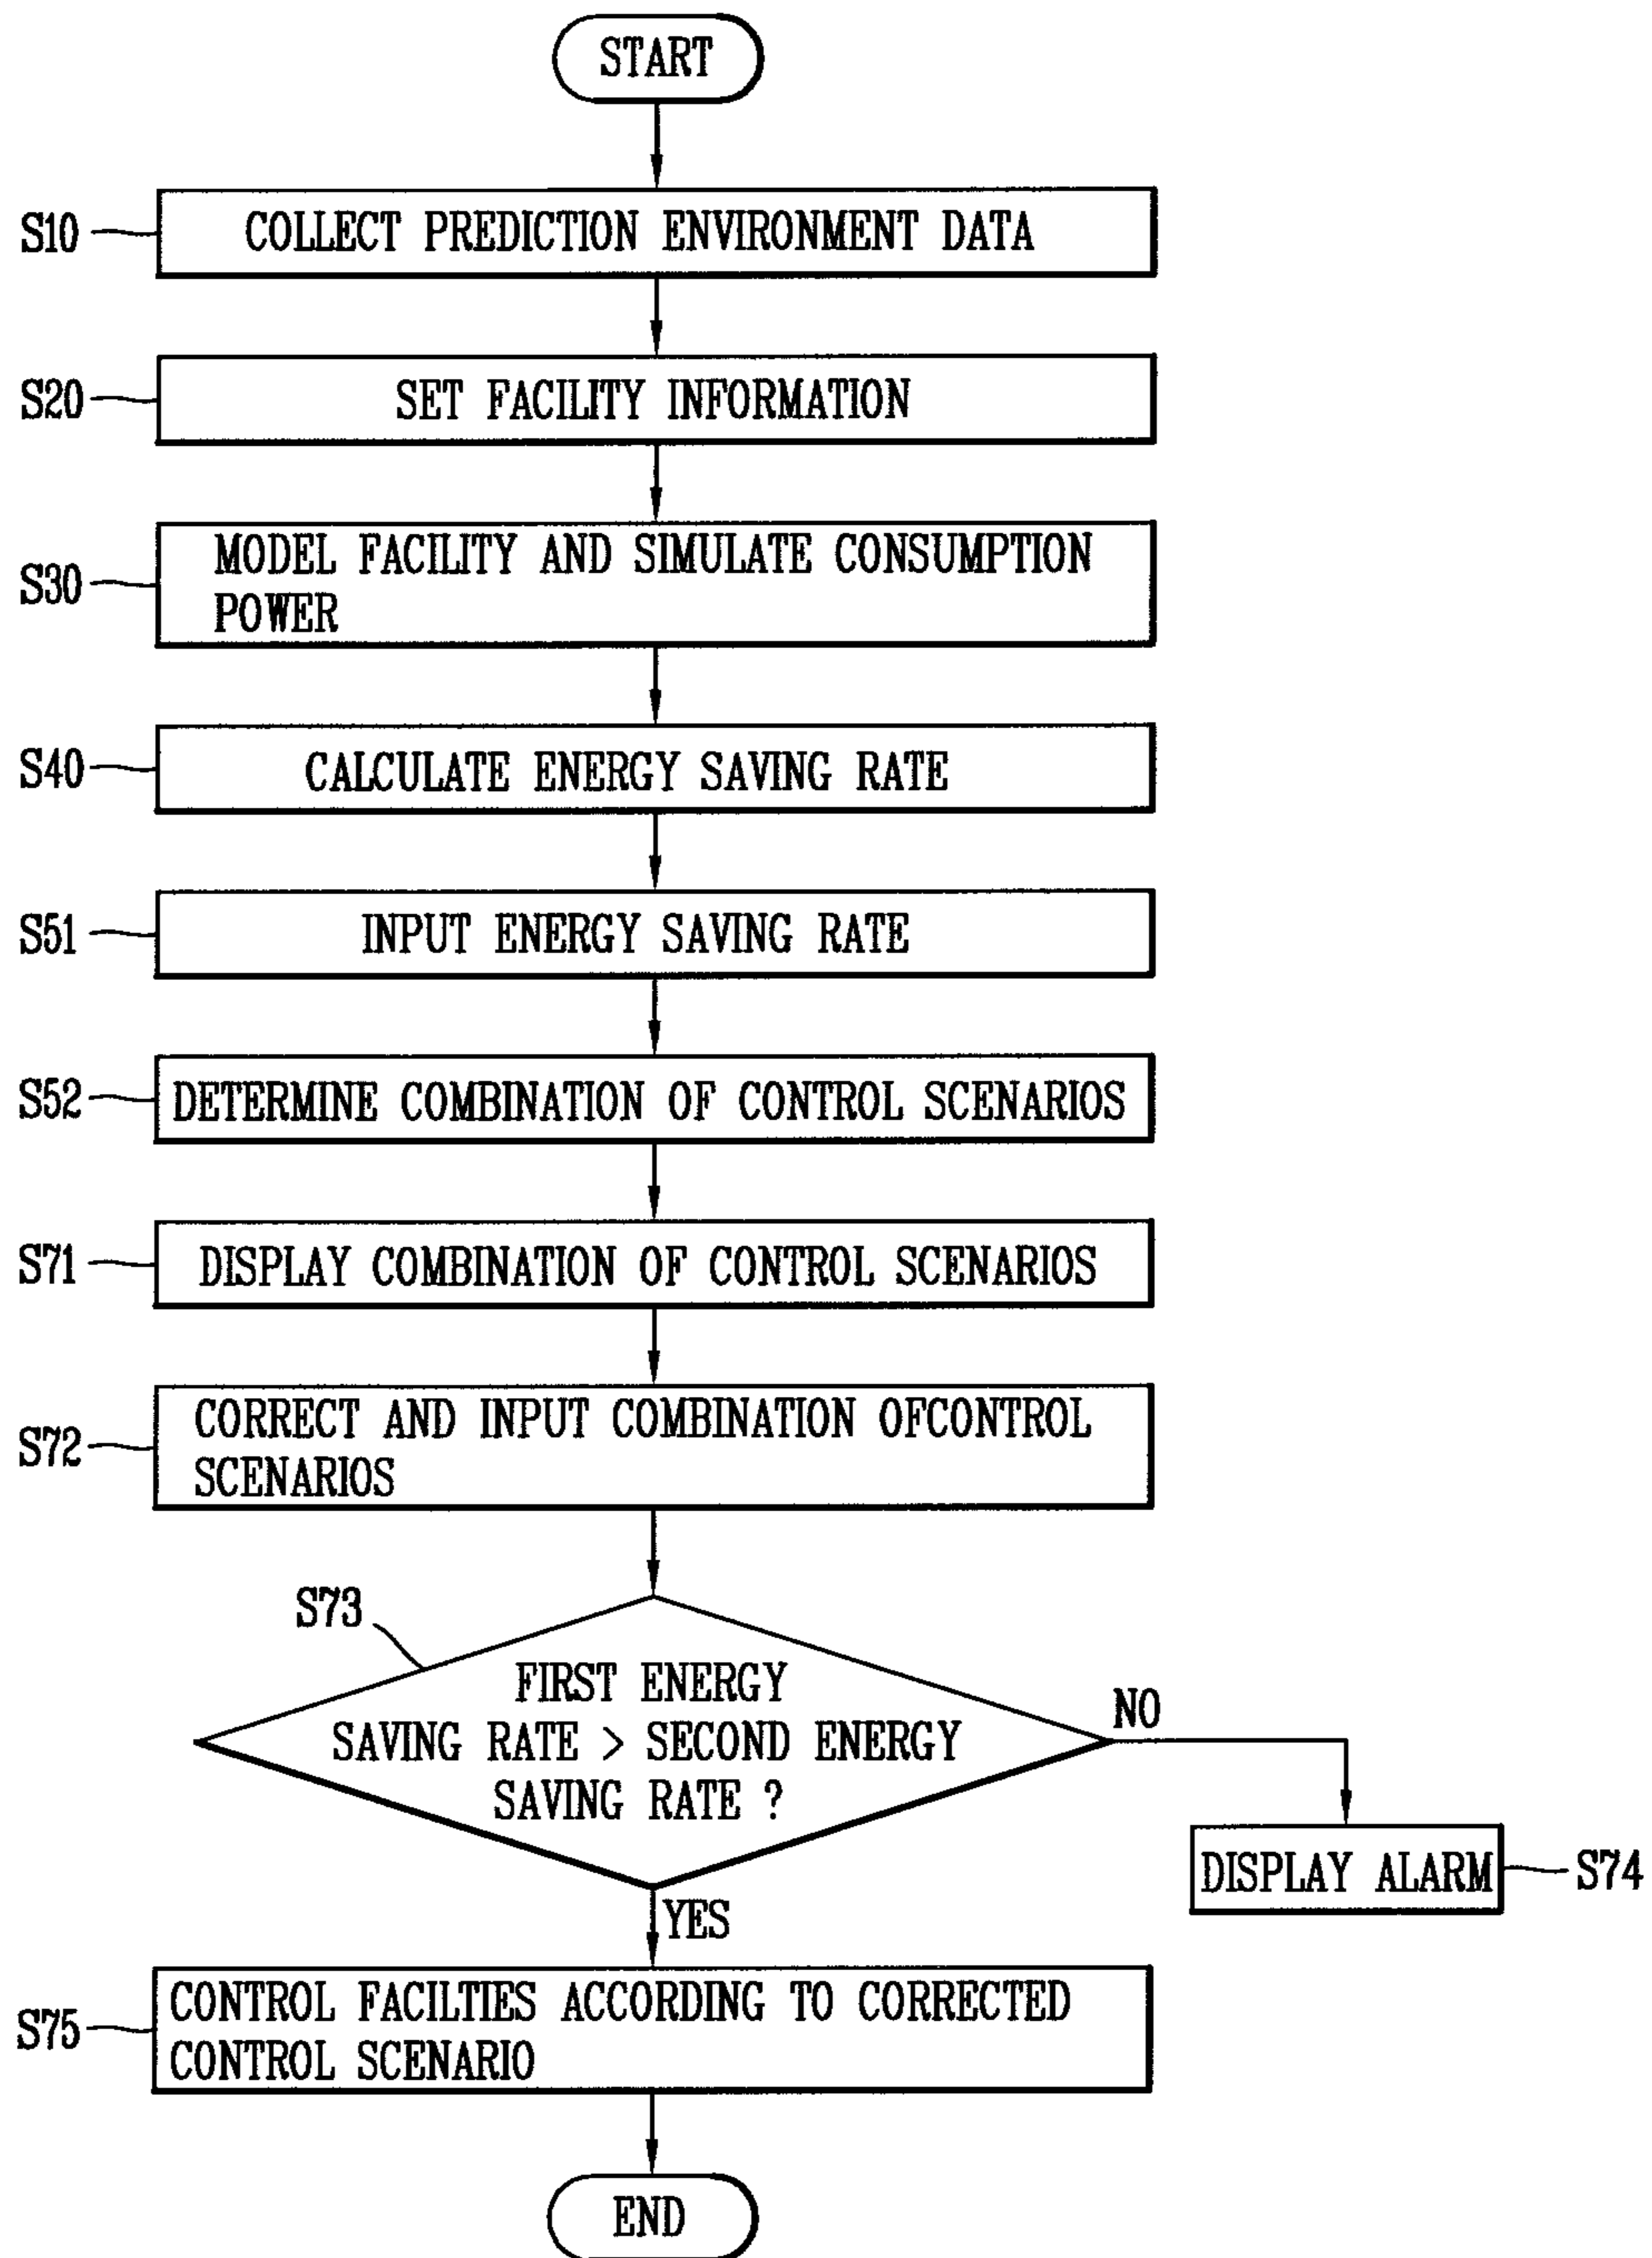 START
S10
COLLECT PREDICTION ENVIRONMENT DATA
S20
SET FACILITY INFORMATION
S30
MODEL FACILITY AND SIMULATE CONSUMPTION
POWER
S40
CALCULATE ENERGY SAVING RATE
S51
INPUT ENERGY SAVING RATE
S52
DETERMINE COMBINATION OF CONTROL SCENARIOS
S71
DISPLAY COMBINATION OF CONTROL SCENARIOS
S72
CORRECT AND INPUT COMBINATION OFCONTROL
SCENARIOS
S73
FIRST ENERGY
SAVING RATE > SECOND ENERGY
SAVING RATE ?
NO
DISPLAY ALARM
S74
YES
S75
CONTROL FACILTIES ACCORDING TO CORRECTED
CONTROL SCENARIO
END